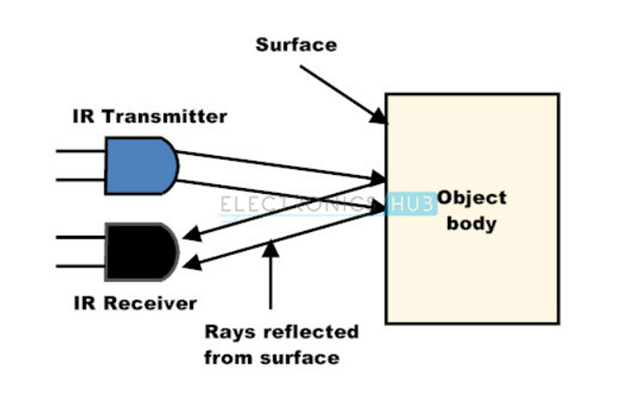 Surface
IR Transmitter
ELECTRONICS HUB
Object
body
IR Receiver
Rays reflected
from surface